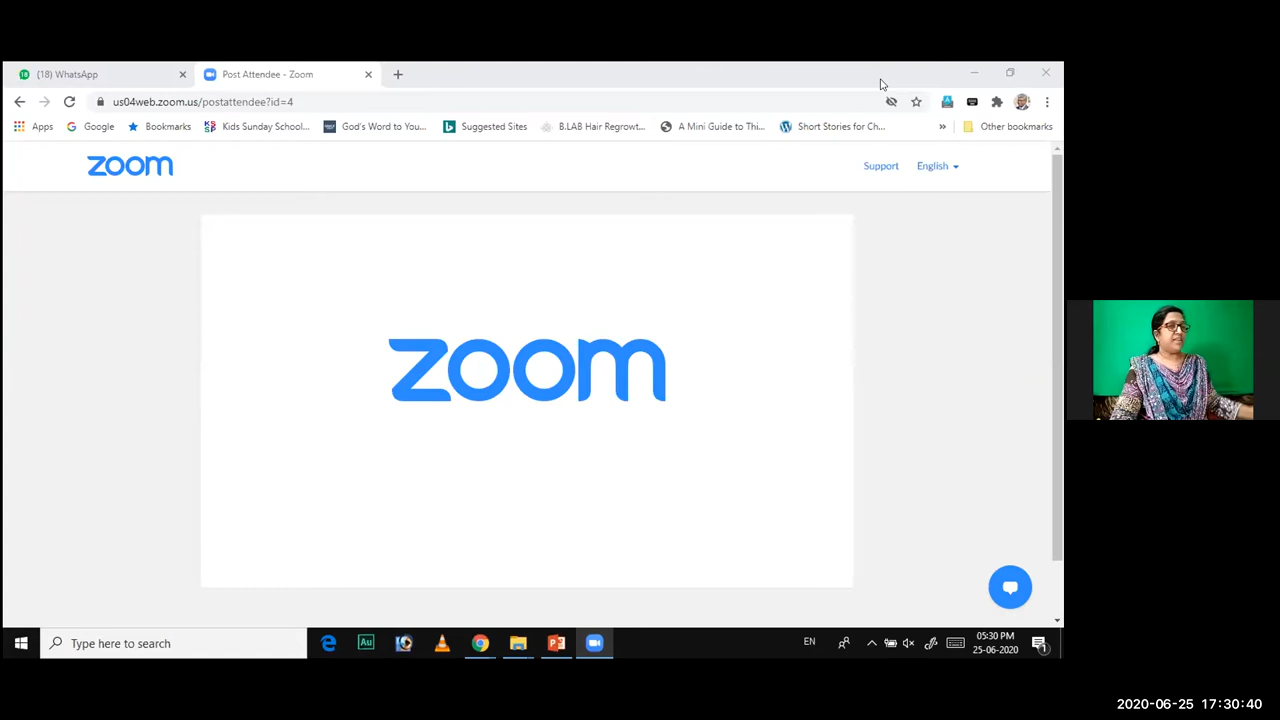 (18) WhatsApp
Post Attendee - Zoom
us04web.zoom.us/postattendee?id=4
Apps
Google
Bookmarks
Kids Sunday School...
God's Word to You...
Suggested Sites
B.LAB Hair Regrowt...
A Mini Guide to Thi...
Short Stories for Ch...
»
Other bookmarks
zoom
Support
English
zoom
Type here to search
EN
05:30 PM
25-06-2020
2020-06-25 17:30:40